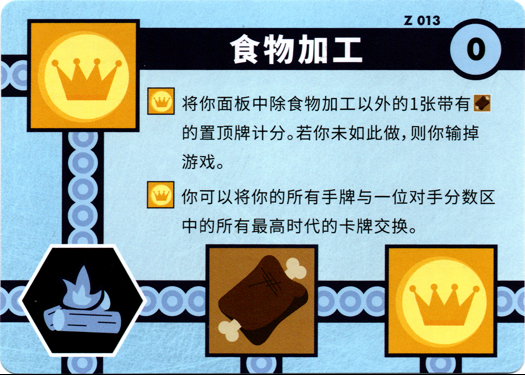 Z 013
食物加工
0
将你面板中除食物加工以外的1张带有
的置顶牌计分。若你未如此做,则你输掉
游戏。
你可以将你的所有手牌与一位对手分数区
中的所有最高时代的卡牌交换。